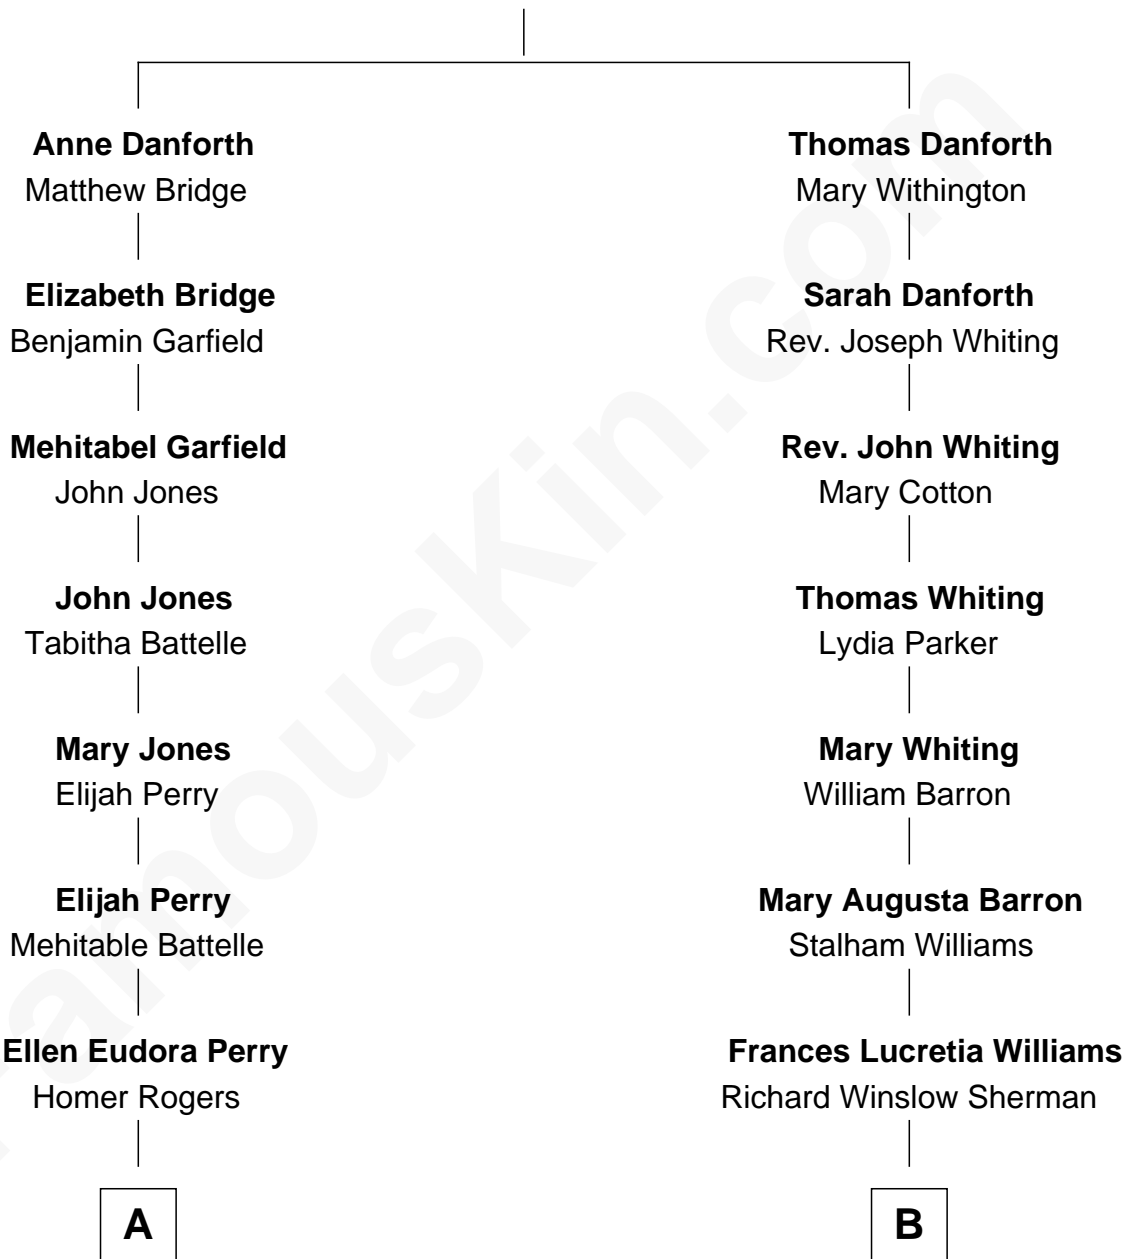 Anne Danforth
Matthew Bridge
Elizabeth Bridge
Benjamin Garfield
Mehitabel Garfield
John Jones
John Jones
Tabitha Battelle
Mary Jones
Elijah Perry
Elijah Perry
Mehitable Battelle
Ellen Eudora Perry
Homer Rogers
A
Thomas Danforth
Mary Withington
Sarah Danforth
Rev. Joseph Whiting
Rev. John Whiting
Mary Cotton
Thomas Whiting
Lydia Parker
Mary Whiting
William Barron
Mary Augusta Barron
Stalham Williams
Frances Lucretia Williams
Richard Winslow Sherman
B
FamousKin.com